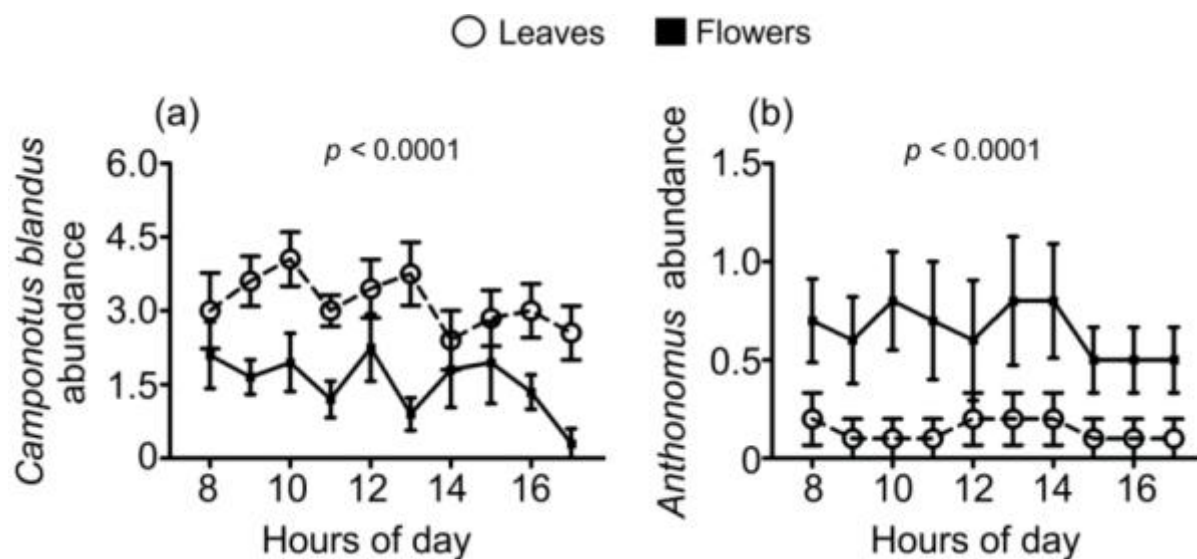 Leaves Flowers
(a)
p < 0.0001
Camponotus blandus
abundance
6.0
4.5
3.0
1.5
0
8 10 12 14 16
Hours of day
(b)
p < 0.0001
Anthonomus abundance
1.5
1.0
0.5
0
8 10 12 14 16
Hours of day